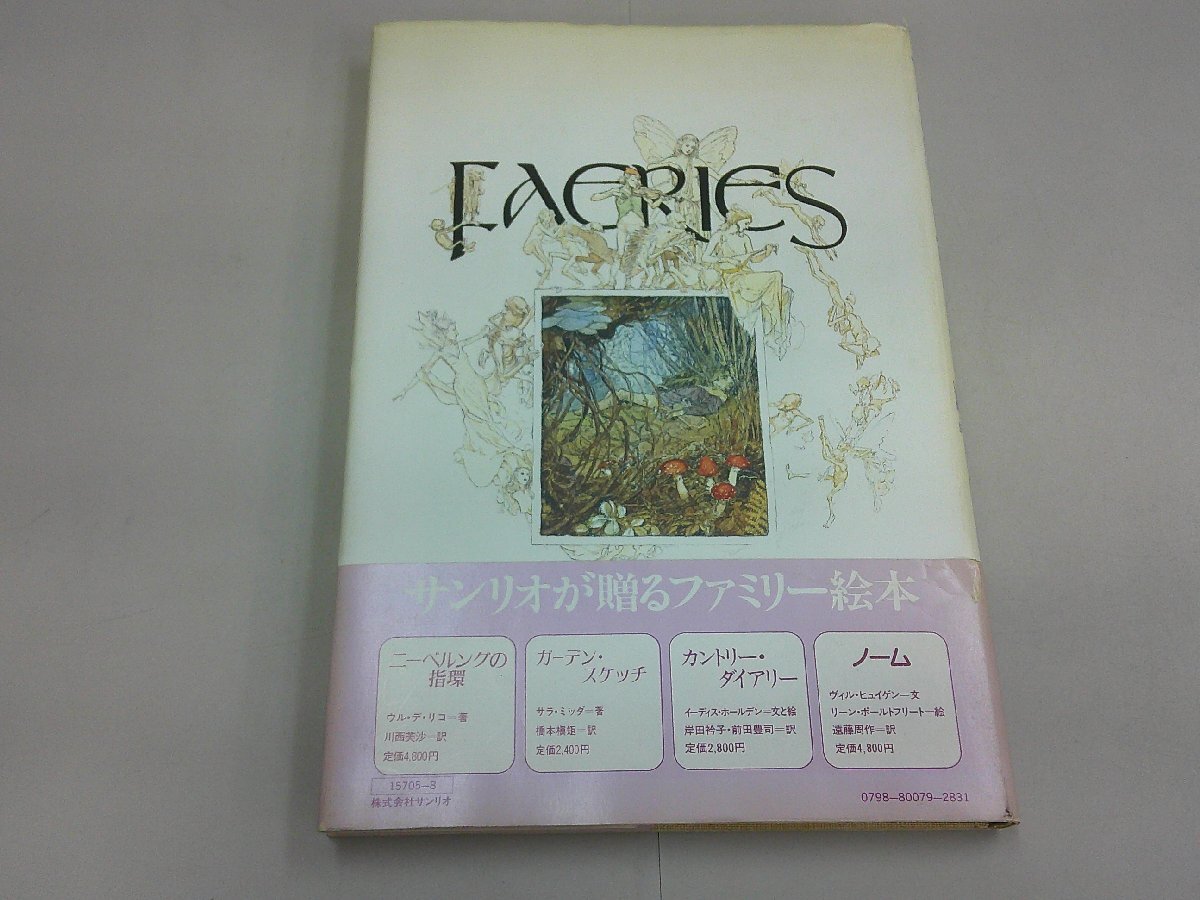 FAERIES
サンリオが贈るファミリー絵本
ニーベルングの
指環
ウル・デ・リコ=著
川西芙沙=訳
定価4,800円
ガーデン・
スケッチ
サラ・ミッダ=著
橋本槇矩=訳
定価2,400円
カントリー・
ダイアリー
イーディス・ホールデン=文と絵
岸田衿子・前田豊司=訳
定価2,800円
ノーム
ヴィル・ヒュイゲン=文
リーン・ポールトフリート=絵
遠藤周作=訳
定価4,800円
15705—8
株式会社サンリオ
0798—80079—2831